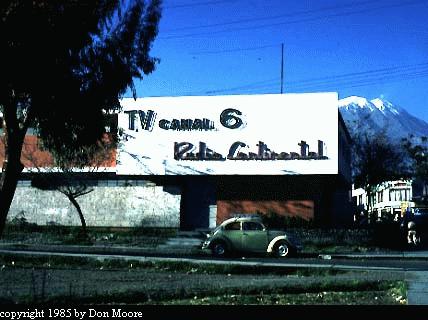 TV CANAL 6
Radio Continental
copyright 1985 by Don Moore